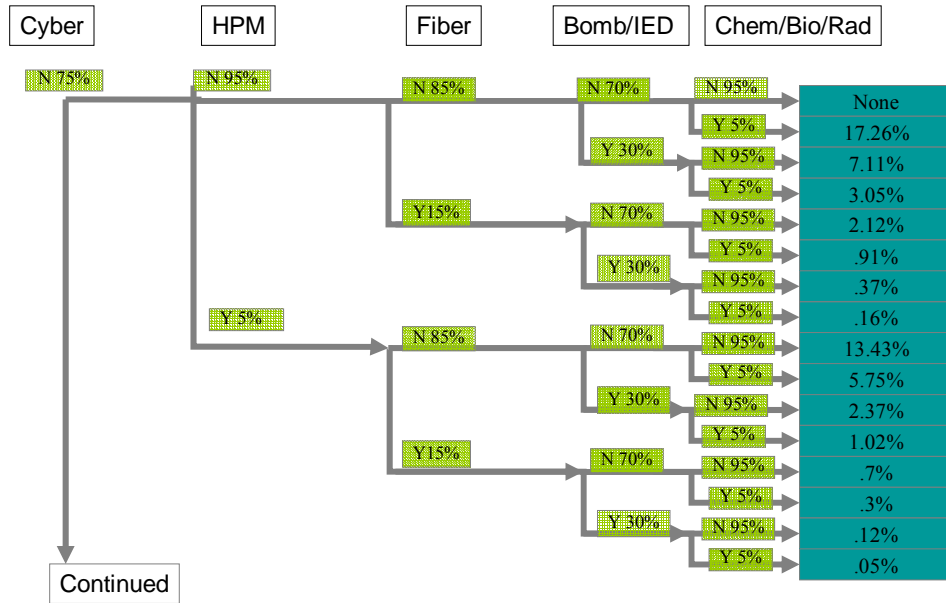 Cyber HPM Fiber Bomb/IED Chem/Bio/Rad
N 75% N 95% N 85% N 70% N 95% None
Y 5% 17.26%
Y 30% N 95% 7.11%
Y 5% 3.05%
Y15% N 70% N 95% 2.12%
Y 5% .91%
Y 30% N 95% .37%
Y 5% .16%
Y 5% N 85% N 70% N 95% 13.43%
Y 5% 5.75%
Y 30% N 95% 2.37%
Y 5% 1.02%
Y15% N 70% N 95% .7%
Y 5% .3%
Y 30% N 95% .12%
Y 5% .05%
Continued